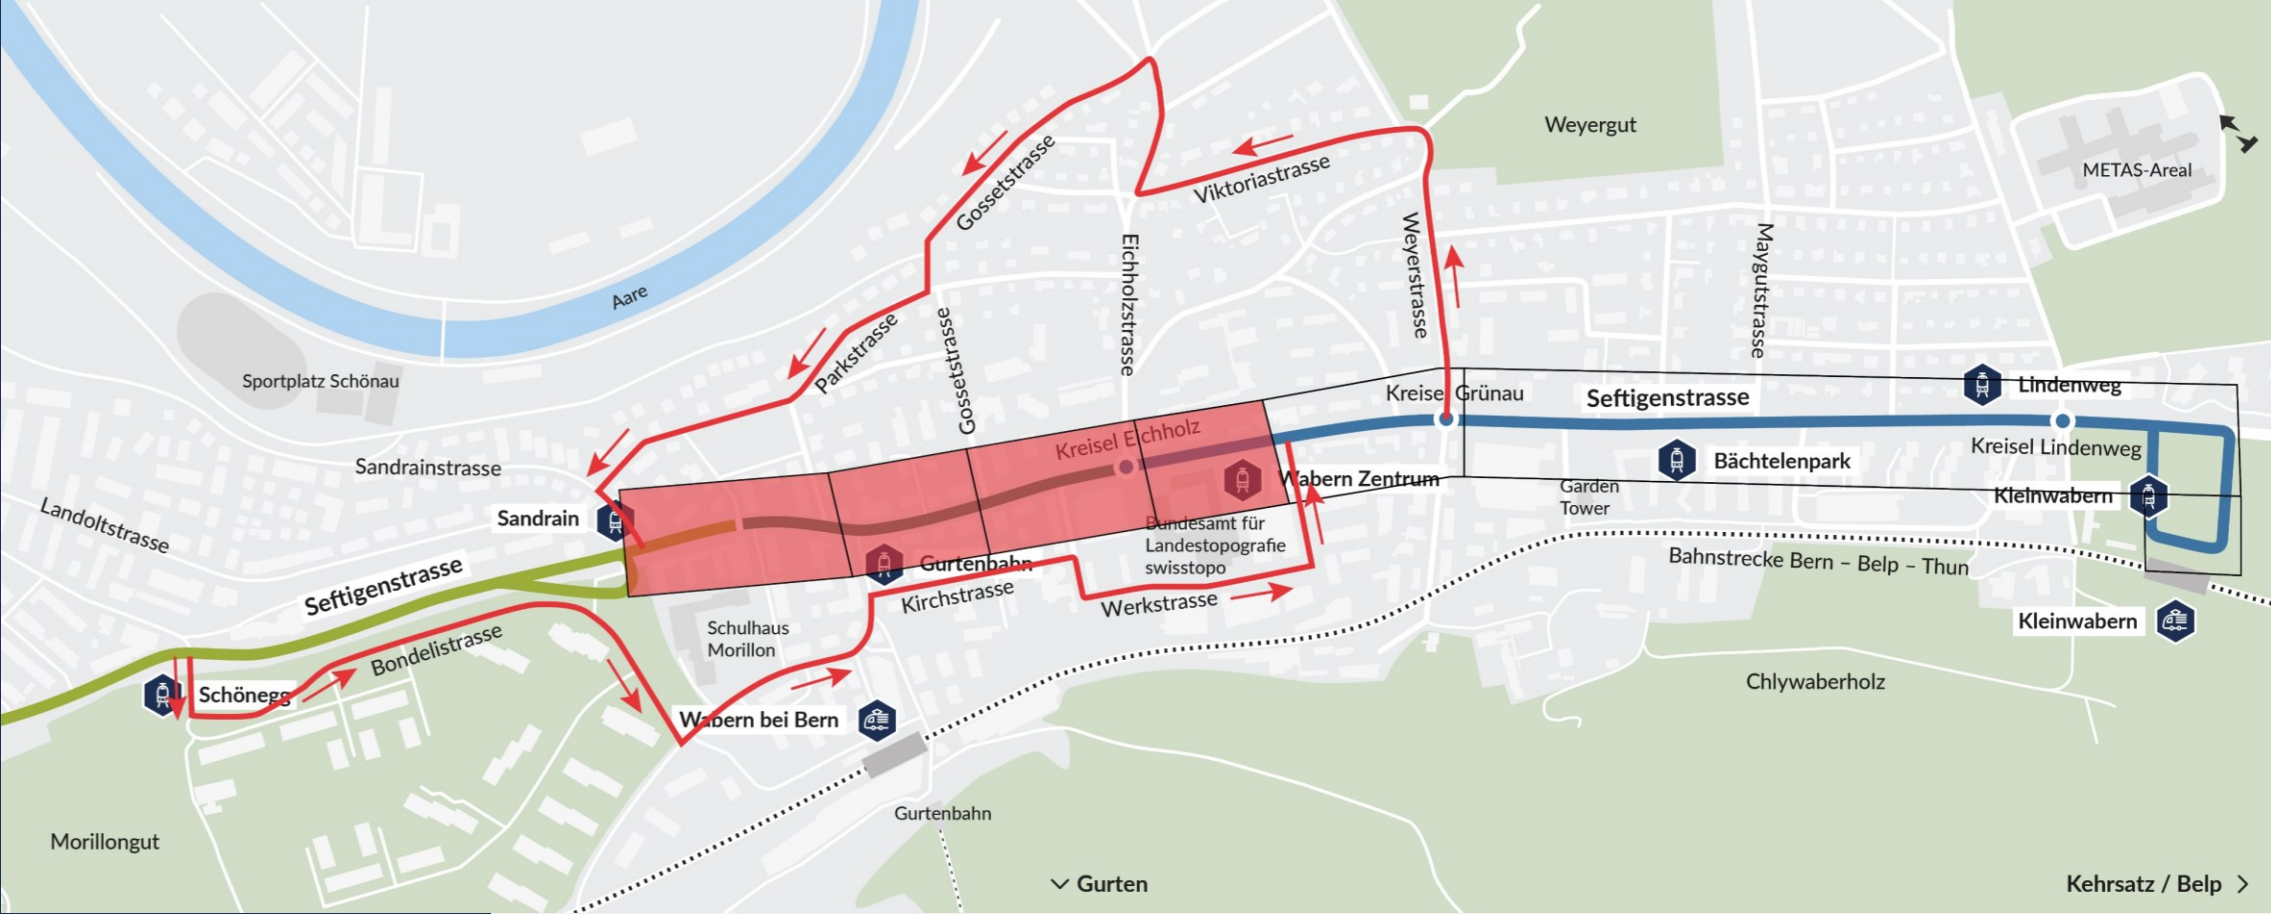 Weyergut
METAS-Areal
Gossetstrasse
Viktoriastrasse
Weyerstrasse
Eichholzstrasse
Maygutstrasse
Aare
Parkstrasse
Gossetstrasse
Sportplatz Schönau
Kreisel Grünau
Seftigenstrasse
Lindenweg
Kreisel Eichholz
Kreisel Lindenweg
Sandrainstrasse
Wabern Zentrum
Bächtelenpark
Garden
Tower
Kleinwabern
Landoltstrasse
Sandrain
Bundesamt für
Landestopografie
swisstopo
Gurtenbahn
Bahnstrecke Bern – Belp – Thun
Seftigenstrasse
Kirchstrasse
Werkstrasse
Kleinwabern
Schulhaus
Morillon
Bondelistrasse
Schönegg
Wabern bei Bern
Chlywaberholz
Gurtenbahn
Morillongut
Gurten
Kehrsatz / Belp